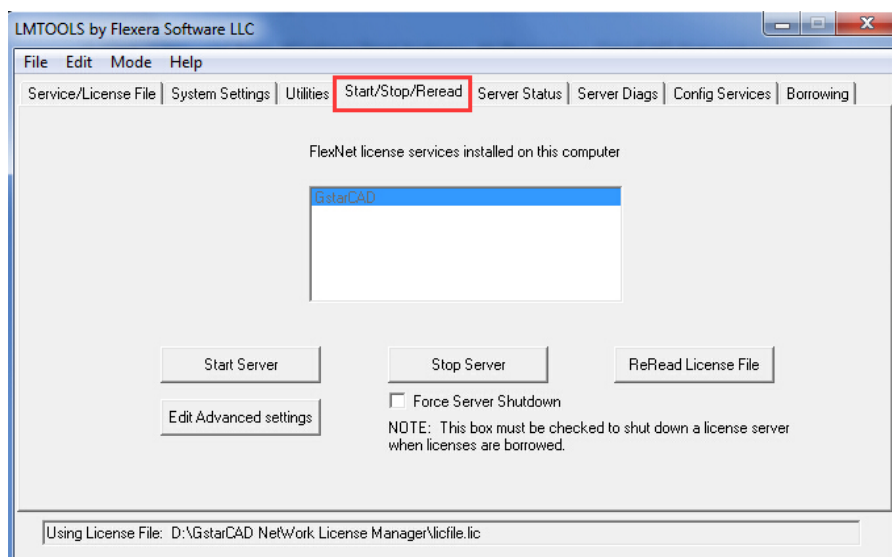 LMTOOLS by Flexera Software LLC
File Edit Mode Help
Service/License File System Settings Utilities Start/Stop/Reread Server Status Server Diags Config Services Borrowing
FlexNet license services installed on this computer
GstarCAD
Start Server Stop Server ReRead License File
Edit Advanced settings
Force Server Shutdown
NOTE: This box must be checked to shut down a license server
when licenses are borrowed.
Using License File: D:\GstarCAD NetWork License Manager\licfile.lic